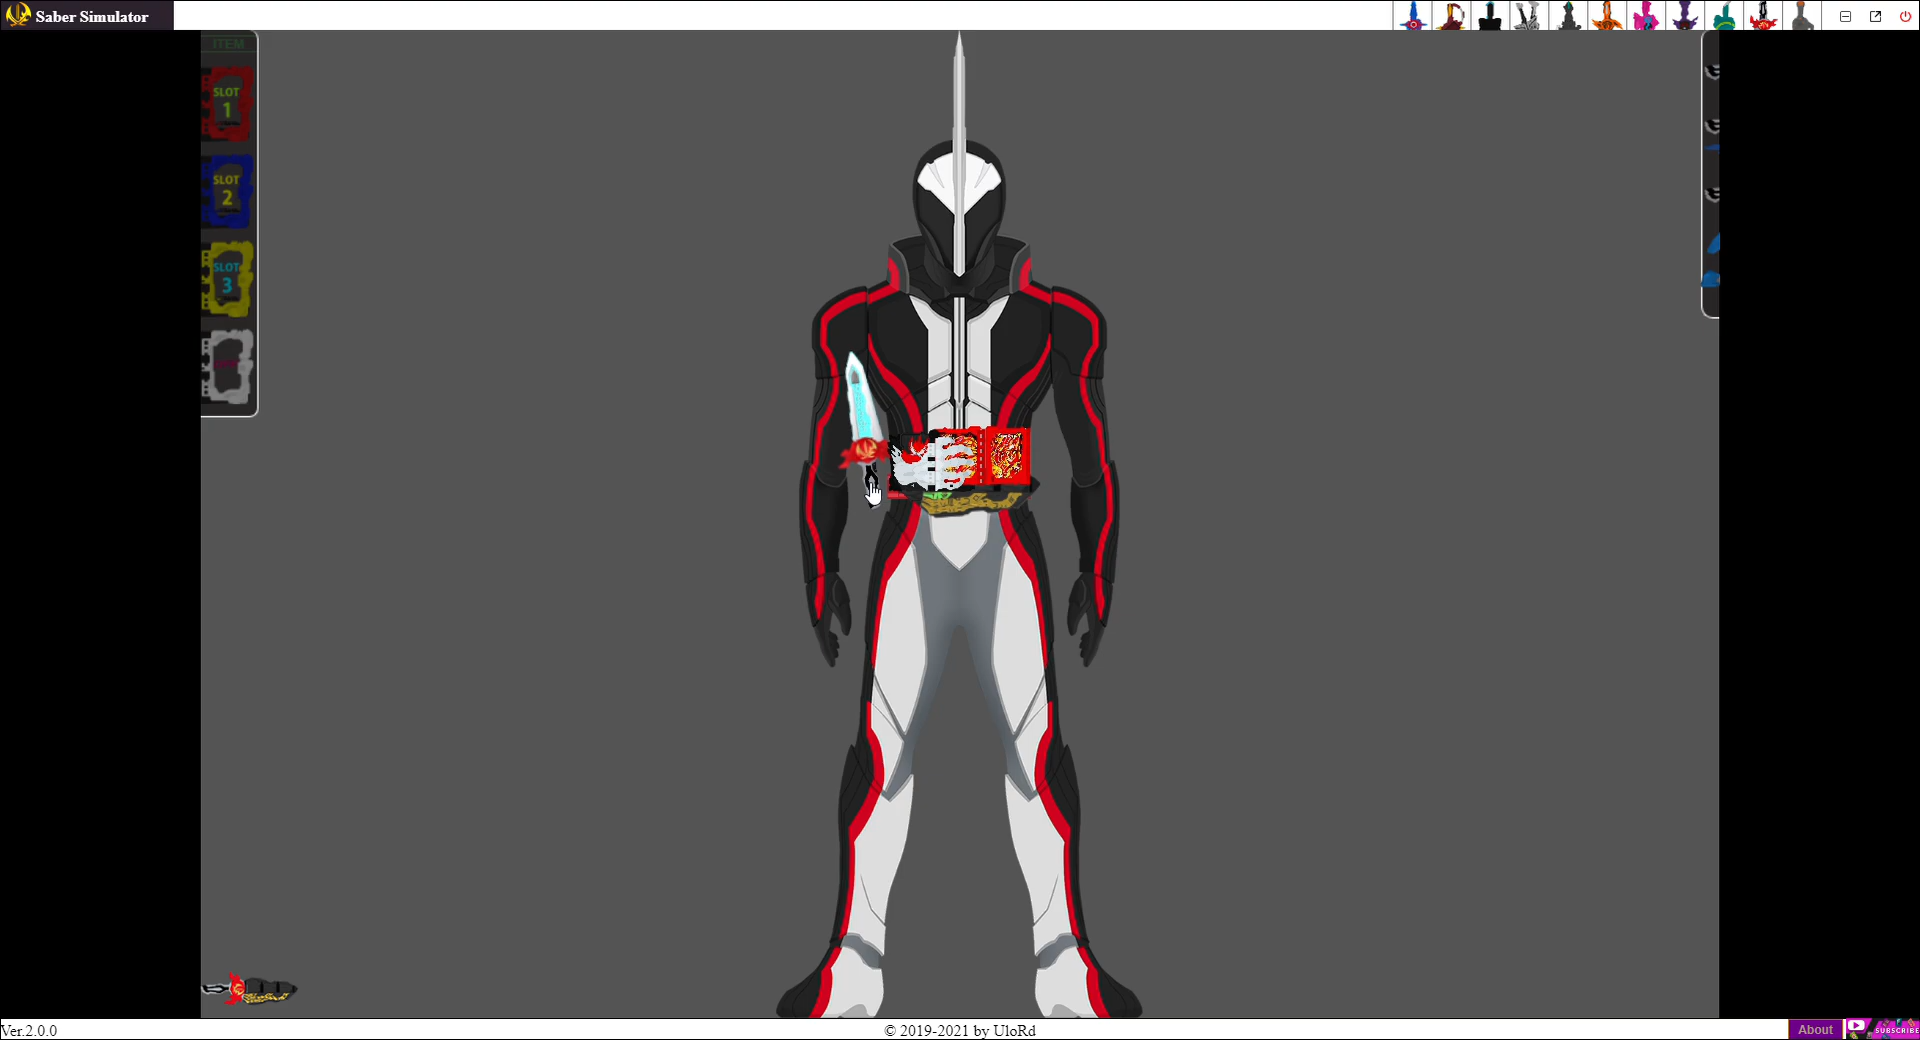 Saber Simulator
ITEM
SLOT
1
SLOT
2
SLOT
3
Ver.2.0.0
© 2019-2021 by UloRd
About
SUBSCRIBE